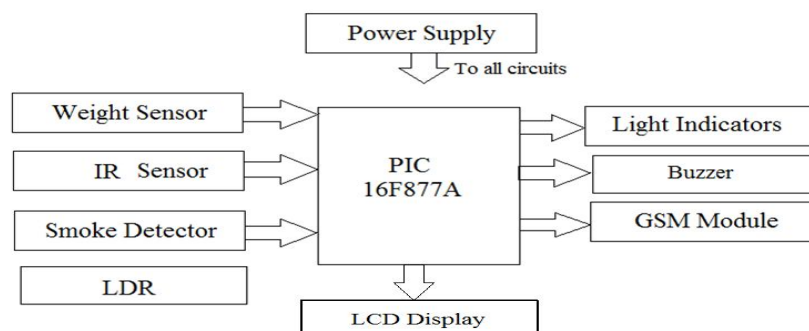 Power Supply
To all circuits
Weight Sensor
IR Sensor
Smoke Detector
LDR
PIC
16F877A
Light Indicators
Buzzer
GSM Module
LCD Display